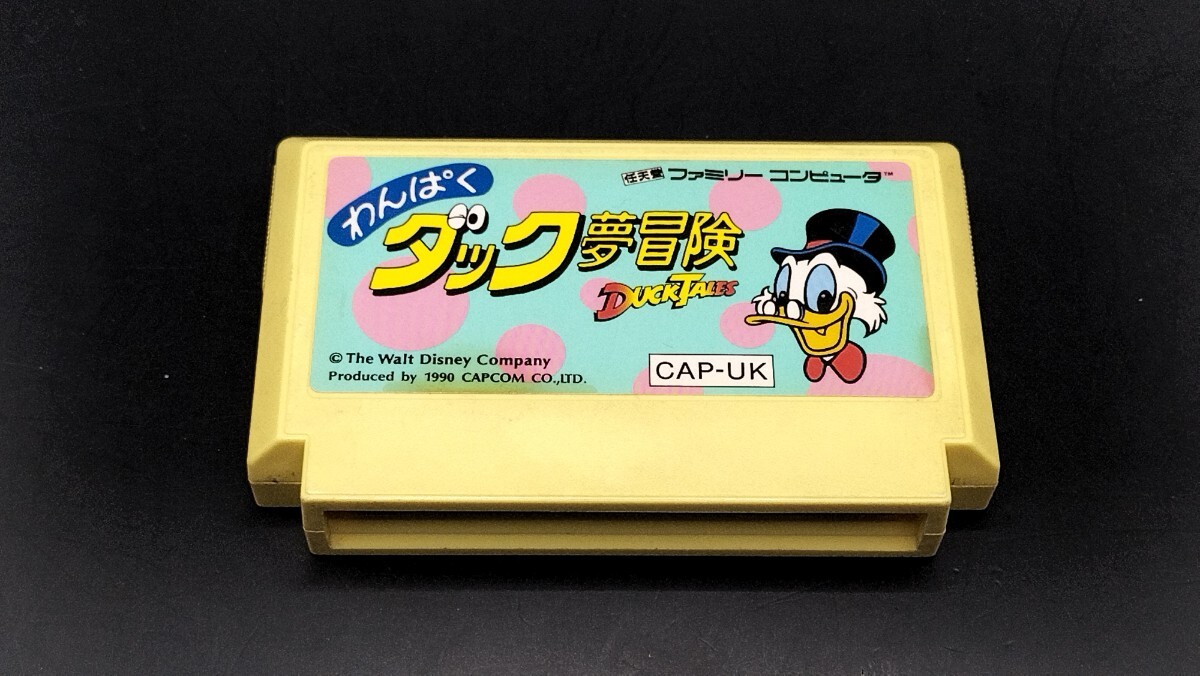 わんぱく
任天堂 ファミリー コンピュータ™
ダック夢冒険
DUCKTALES
© The Walt Disney Company
Produced by 1990 CAPCOM CO.,LTD.
CAP-UK